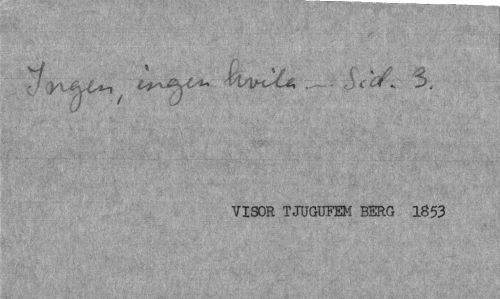 Ingen, ingen hvila — Sid. 3.
VISOR TJUGUFEM BERG 1853